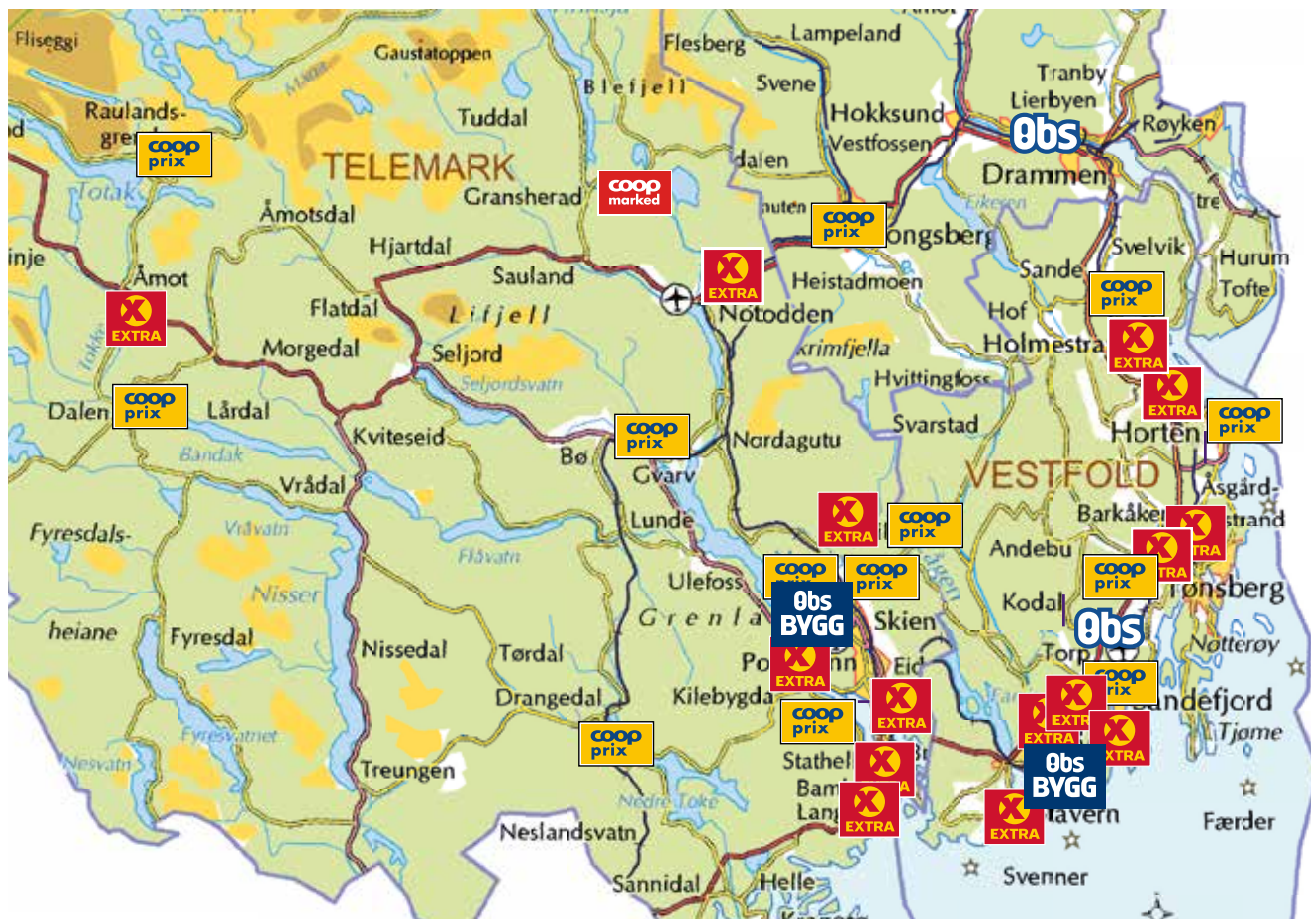 Fliseggi
Gaustatoppen
Flesberg
Lampeland
Blefjell
Svene
Tranby
Lierbyen
Raulands-
Tuddal
Hokksund
Obs
Røyken
coop
prix
Vestfossen
TELEMARK
dalen
Drammen
Totak
Gransherad
coop
marked
Eikeren
Åmotsdal
coop
prix
Hjartdal
Svelvik
Hurum
Sauland
X
EXTRA
Heistadmoen
Sande
Tofte
Åmot
coop
prix
X
EXTRA
Flatdal
Lifjell
Notodden
Hof
Holmestra
X
EXTRA
Morgedal
Seljord
Seljordsvatn
Hvittingfoss
X
EXTRA
Dalen
coop
prix
Lårdal
Svarstad
coop
prix
Kviteseid
coop
prix
Nordagutu
Horten
Bandak
Bø
Gvarv
VESTFOLD
Vrådal
Åsgård-
strand
Fyresdals-
heiane
Vråvatn
Lunde
X
EXTRA
coop
prix
Barkåker
X
EXTRA
Flåvatn
Andebu
X
Ulefoss
coop
coop
prix
coop
prix
Tønsberg
Nisser
Obs
BYGG
Lågen
Kodal
Grenla
Skien
Obs
Fyresdal
Nissedal
Tørdal
X
EXTRA
Torp
Nøtterøy
Drangedal
Kilebygda
X
EXTRA
X
coop
prix
Sandefjord
Fyresvatnet
coop
prix
coop
prix
X
EXTRA
Tjøme
Nesvatn
Treungen
Stathel
X
Obs
BYGG
Nedre Toke
X
EXTRA
X
EXTRA
Neslandsvatn
Færder
Sannidal
Helle
Svenner